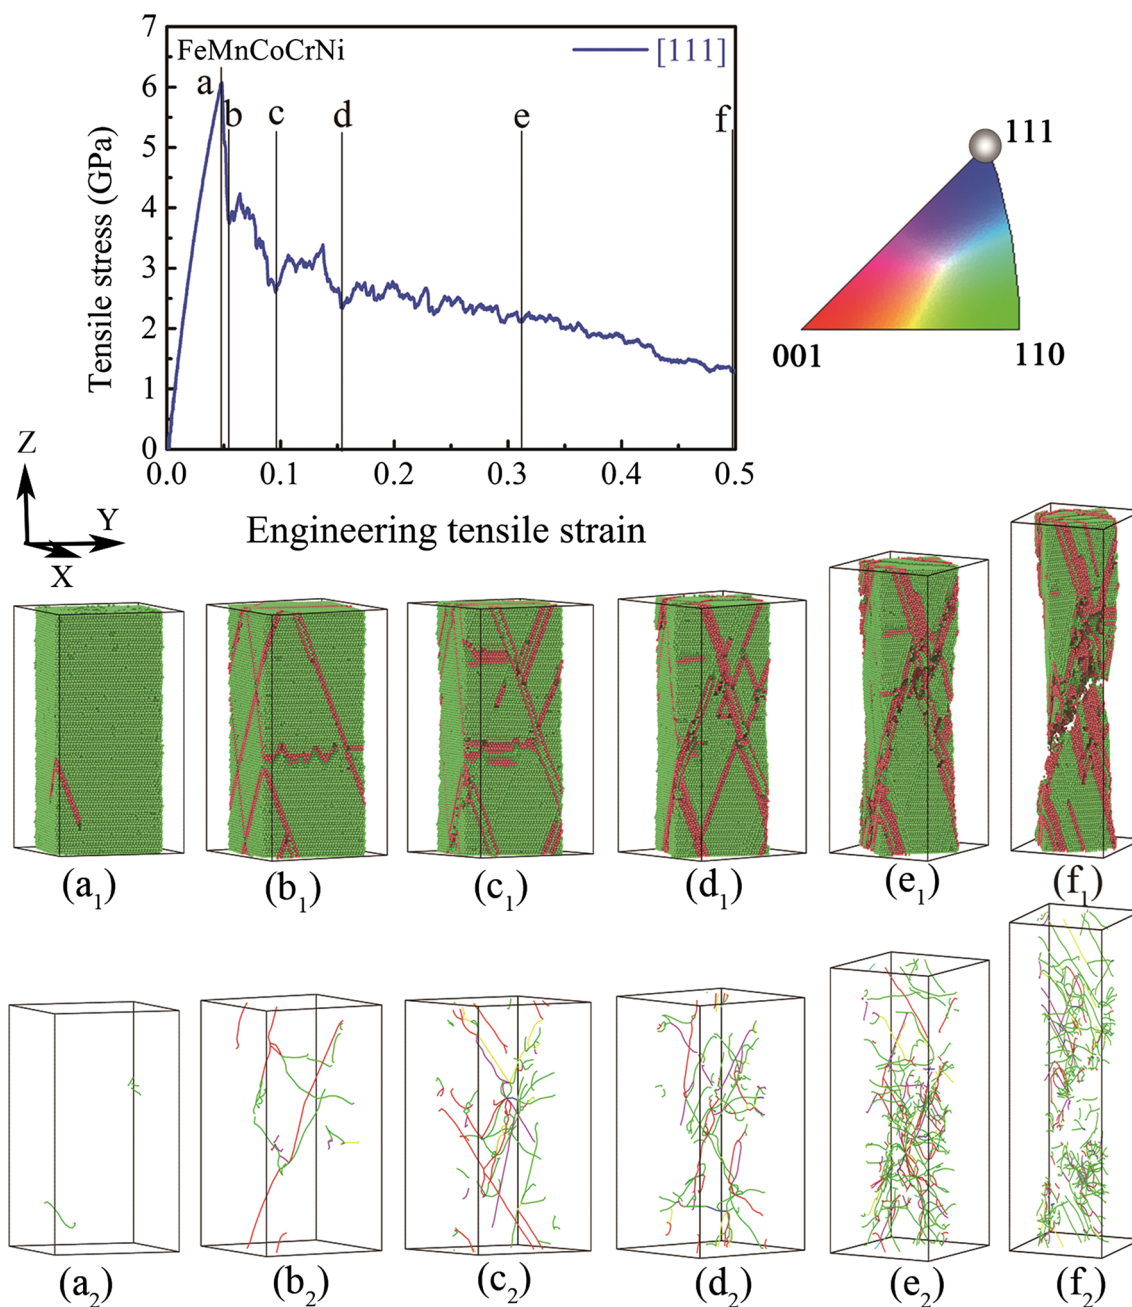 7
FeMnCoCrNi
[111]
6
a
b
c
d
e
f
5
4
3
2
1
0
Tensile stress (GPa)
0.0
0.1
0.2
0.3
0.4
0.5
Engineering tensile strain
111
001
110
Z
Y
X
(a1)
(b1)
(c1)
(d1)
(e1)
(f1)
(a2)
(b2)
(c2)
(d2)
(e2)
(f2)